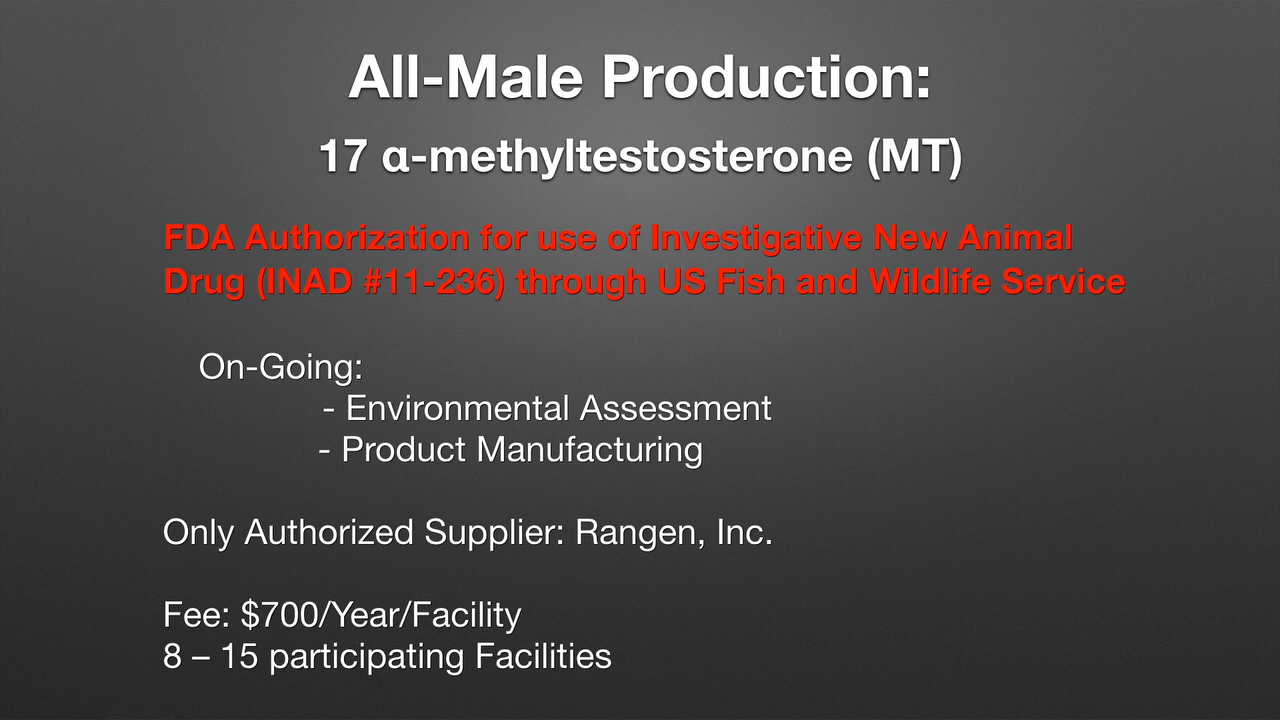 All-Male Production:
17 α-methyltestosterone (MT)
FDA Authorization for use of Investigative New Animal
Drug (INAD #11-236) through US Fish and Wildlife Service
On-Going:
- Environmental Assessment
- Product Manufacturing
Only Authorized Supplier: Rangen, Inc.
Fee: $700/Year/Facility
8 – 15 participating Facilities